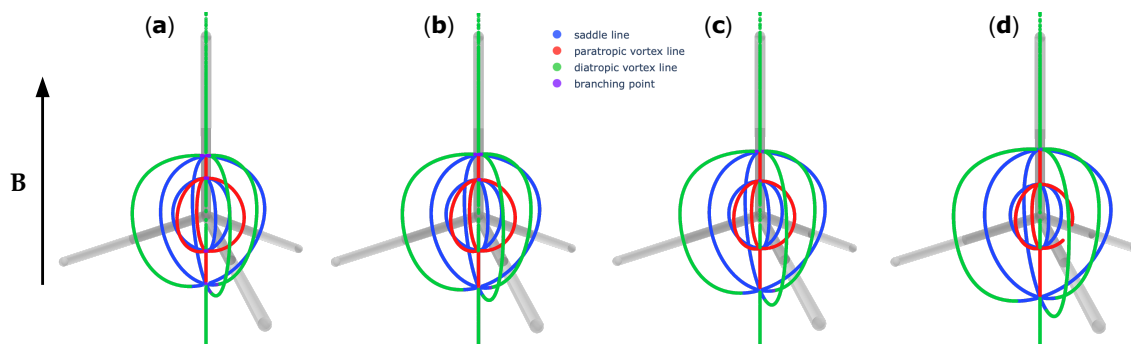 (a)
(b)
(c)
(d)
saddle line
paratropic vortex line
diatropic vortex line
branching point
B